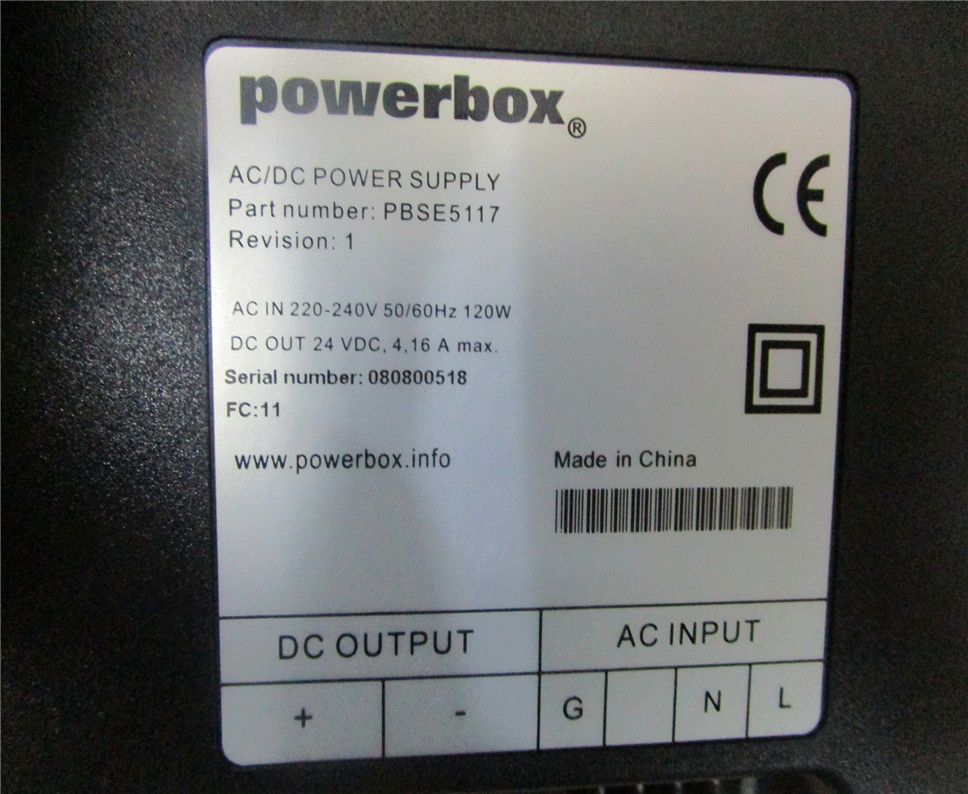 powerbox®
AC/DC POWER SUPPLY
Part number: PBSE5117
Revision: 1
CE
AC IN 220-240V 50/60Hz 120W
DC OUT 24 VDC, 4,16 A max.
Serial number: 080800518
FC:11
www.powerbox.info
Made in China
DC OUTPUT
AC INPUT
+ - G N L